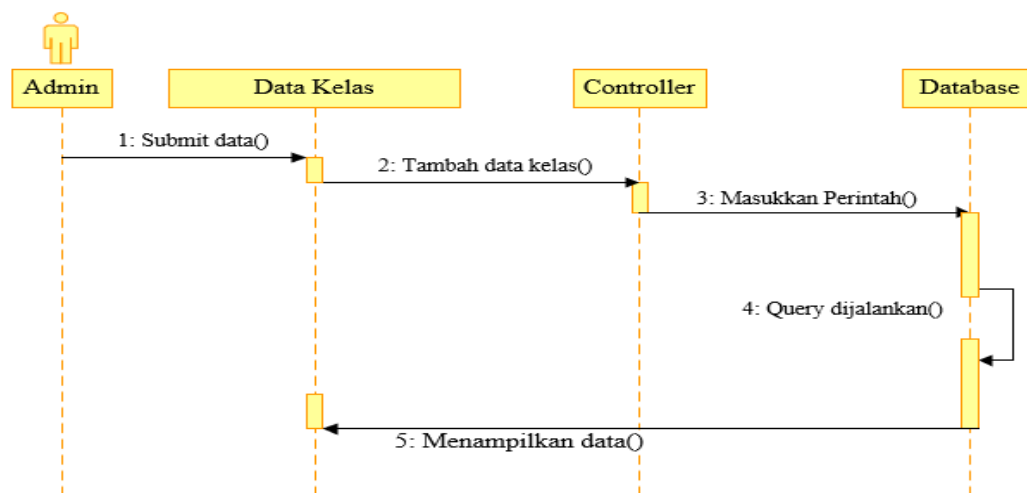 Admin
Data Kelas
Controller
Database
1: Submit data()
2: Tambah data kelas()
3: Masukkan Perintah()
4: Query dijalankan()
5: Menampilkan data()